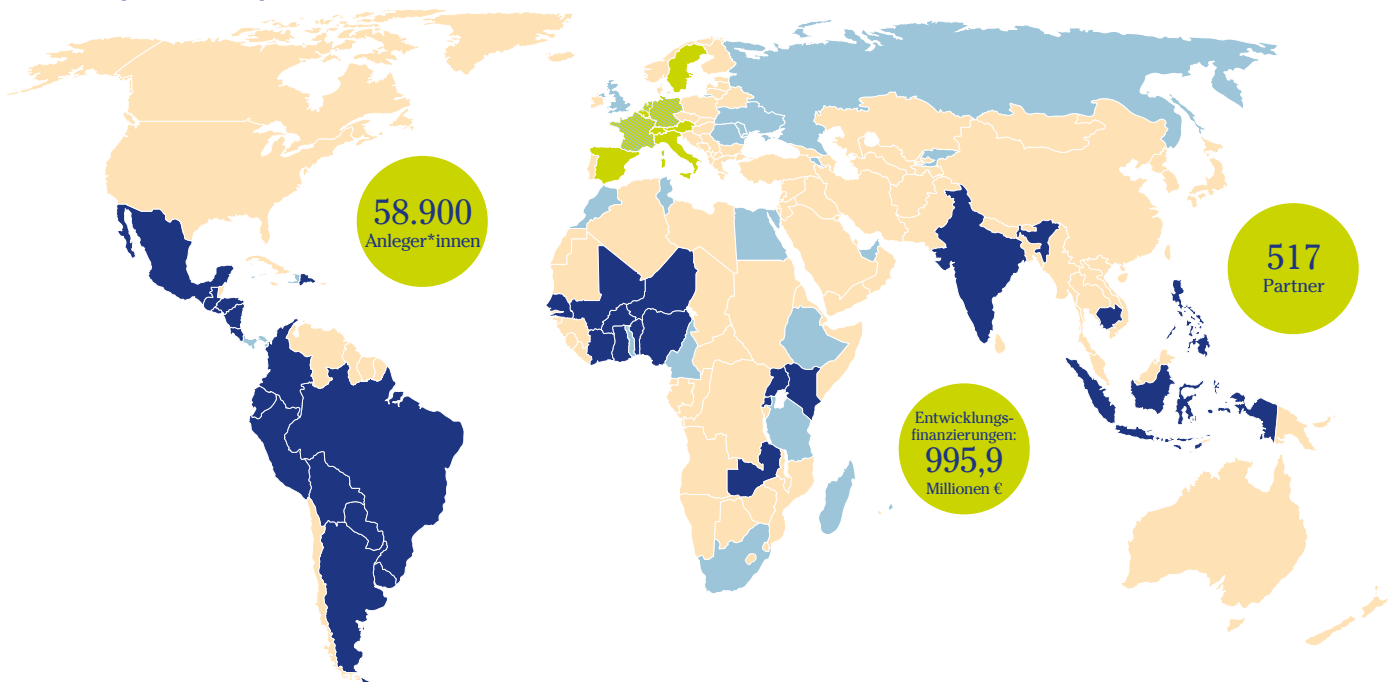 58.900
Anleger*innen
517
Partner
Entwicklungs-
finanzierungen:
995,9
Millionen €